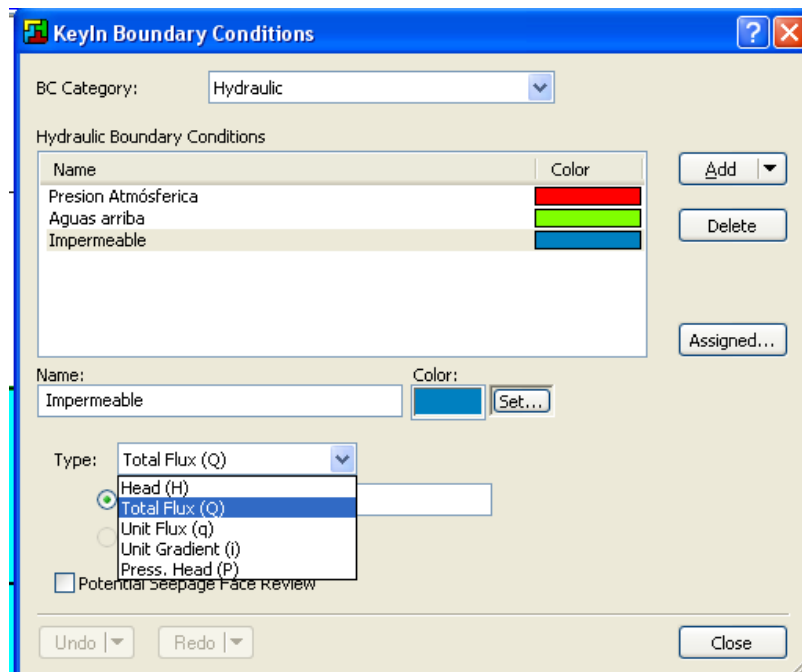 KeyIn Boundary Conditions
BC Category: Hydraulic
Hydraulic Boundary Conditions
Name Color
Add
Presion Atmósferica
Aguas arriba
Impermeable
Delete
Assigned...
Name: Color:
Impermeable Set...
Type: Total Flux (Q)
Head (H)
Total Flux (Q)
Unit Flux (q)
Unit Gradient (i)
Press. Head (P)
Potential Seepage Face Review
Undo Redo Close